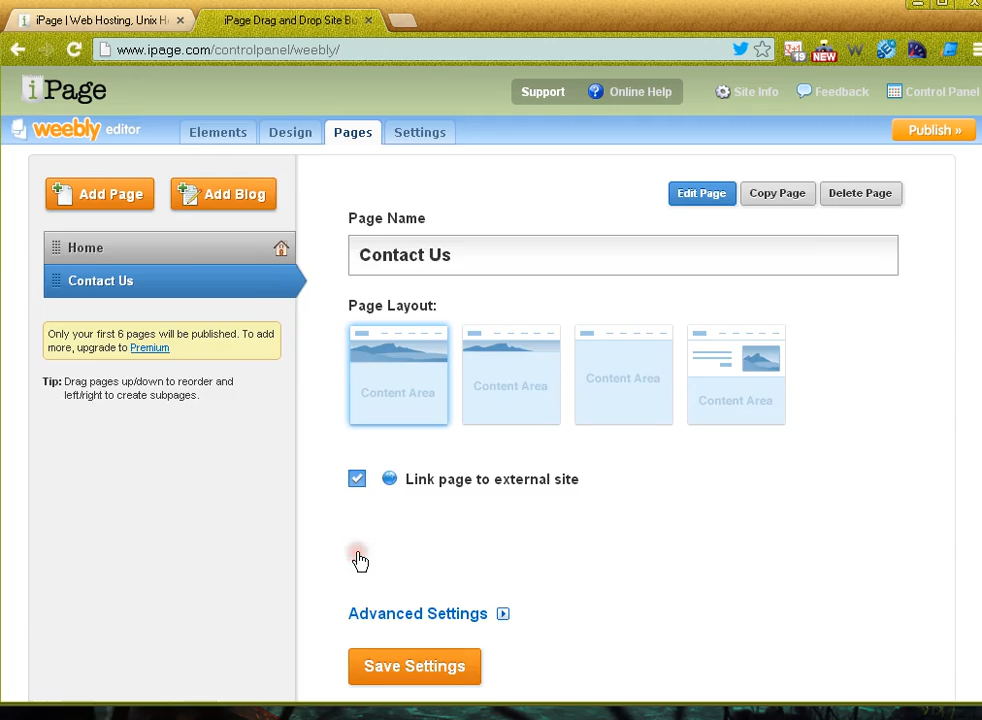 iPage | Web Hosting, Unix H
iPage Drag and Drop Site Bu
www.ipage.com/controlpanel/weebly/
19
NEW
W
iPage
Support
Online Help
Site Info
Feedback
Control Panel
weebly editor
Elements
Design
Pages
Settings
Publish »
Add Page
Add Blog
Edit Page
Copy Page
Delete Page
Home
Contact Us
Only your first 6 pages will be published. To add
more, upgrade to Premium
Tip: Drag pages up/down to reorder and
left/right to create subpages.
Page Name
Contact Us
Page Layout:
Content Area
Content Area
Content Area
Content Area
Link page to external site
Advanced Settings
Save Settings